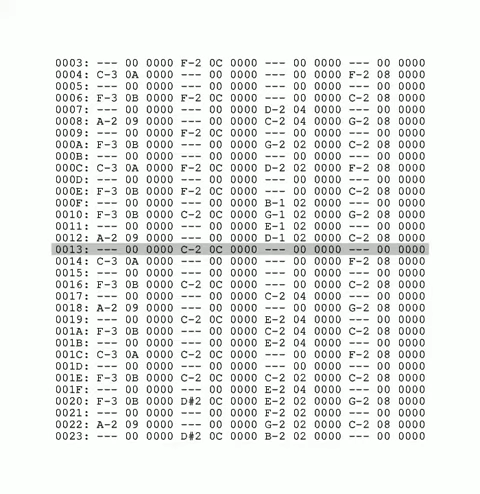 0003: --- 00 0000 F-2 0C 0000 --- 00 0000 --- 00 0000
0004: C-3 0A 0000 --- 00 0000 --- 00 0000 F-2 08 0000
0005: --- 00 0000 --- 00 0000 --- 00 0000 --- 00 0000
0006: F-3 0B 0000 F-2 0C 0000 --- 00 0000 C-2 08 0000
0007: --- 00 0000 --- 00 0000 D-2 04 0000 --- 00 0000
0008: A-2 09 0000 --- 00 0000 C-2 04 0000 G-2 08 0000
0009: --- 00 0000 F-2 0C 0000 --- 00 0000 --- 00 0000
000A: F-3 0B 0000 --- 00 0000 G-2 02 0000 C-2 08 0000
000B: --- 00 0000 --- 00 0000 --- 00 0000 --- 00 0000
000C: C-3 0A 0000 F-2 0C 0000 D-2 02 0000 F-2 08 0000
000D: --- 00 0000 --- 00 0000 --- 00 0000 --- 00 0000
000E: F-3 0B 0000 F-2 0C 0000 --- 00 0000 C-2 08 0000
000F: --- 00 0000 --- 00 0000 B-1 02 0000 --- 00 0000
0010: F-3 0B 0000 C-2 0C 0000 G-1 02 0000 G-2 08 0000
0011: --- 00 0000 --- 00 0000 E-1 02 0000 --- 00 0000
0012: A-2 09 0000 --- 00 0000 D-1 02 0000 C-2 08 0000
0013: --- 00 0000 C-2 0C 0000 --- 00 0000 --- 00 0000
0014: C-3 0A 0000 --- 00 0000 --- 00 0000 F-2 08 0000
0015: --- 00 0000 --- 00 0000 --- 00 0000 --- 00 0000
0016: F-3 0B 0000 C-2 0C 0000 --- 00 0000 C-2 08 0000
0017: --- 00 0000 --- 00 0000 C-2 04 0000 --- 00 0000
0018: A-2 09 0000 --- 00 0000 --- 00 0000 G-2 08 0000
0019: --- 00 0000 C-2 0C 0000 E-2 04 0000 --- 00 0000
001A: F-3 0B 0000 --- 00 0000 C-2 04 0000 C-2 08 0000
001B: --- 00 0000 --- 00 0000 E-2 04 0000 --- 00 0000
001C: C-3 0A 0000 C-2 0C 0000 --- 00 0000 F-2 08 0000
001D: --- 00 0000 --- 00 0000 --- 00 0000 --- 00 0000
001E: F-3 0B 0000 C-2 0C 0000 C-2 02 0000 C-2 08 0000
001F: --- 00 0000 --- 00 0000 E-2 04 0000 --- 00 0000
0020: F-3 0B 0000 D#2 0C 0000 E-2 02 0000 G-2 08 0000
0021: --- 00 0000 --- 00 0000 F-2 02 0000 --- 00 0000
0022: A-2 09 0000 --- 00 0000 G-2 02 0000 C-2 08 0000
0023: --- 00 0000 D#2 0C 0000 B-2 02 0000 --- 00 0000